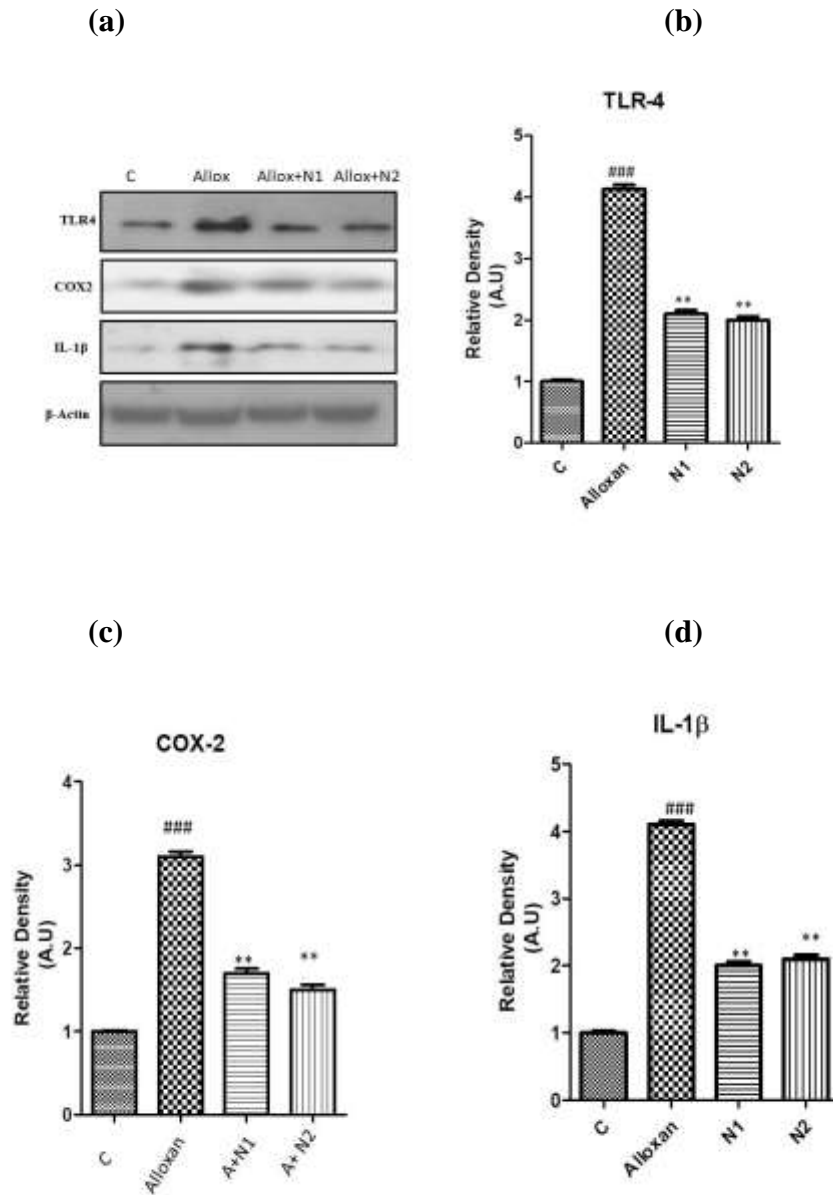 (a)
C Allox Allox+N1 Allox+N2
TLR4
COX2
IL-1β
β-Actin
(b)
TLR-4
Relative Density
(A.U)
5
4
3
2
1
0
###
**
**
C
Alloxan
N1
N2
(c)
COX-2
Relative Density
(A.U)
4
3
2
1
0
###
**
**
C
Alloxan
A+N1
A+ N2
(d)
IL-1β
Relative Density
(A.U)
5
4
3
2
1
0
###
**
**
C
Alloxan
N1
N2